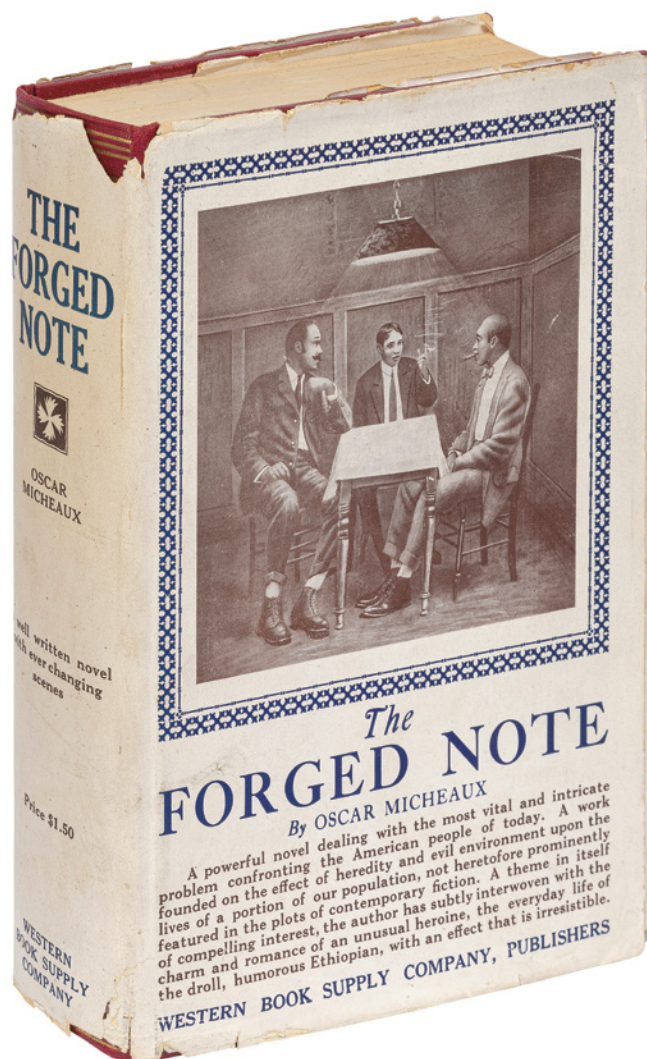 THE
FORGED
NOTE
OSCAR
MICHEAUX
well written novel
with ever changing
scenes
Price $1.50
WESTERN
BOOK SUPPLY
COMPANY
The
FORGED NOTE
By OSCAR MICHEAUX
A powerful novel dealing with the most vital and intricate
problem confronting the American people of today. A work
founded on the effect of heredity and evil environment upon the
lives of a portion of our population, not heretofore prominently
featured in the plots of contemporary fiction. A theme in itself
of compelling interest, the author has subtly interwoven with the
charm and romance of an unusual heroine, the everyday life of
the droll, humorous Ethiopian, with an effect that is irresistible.
WESTERN BOOK SUPPLY COMPANY, PUBLISHERS